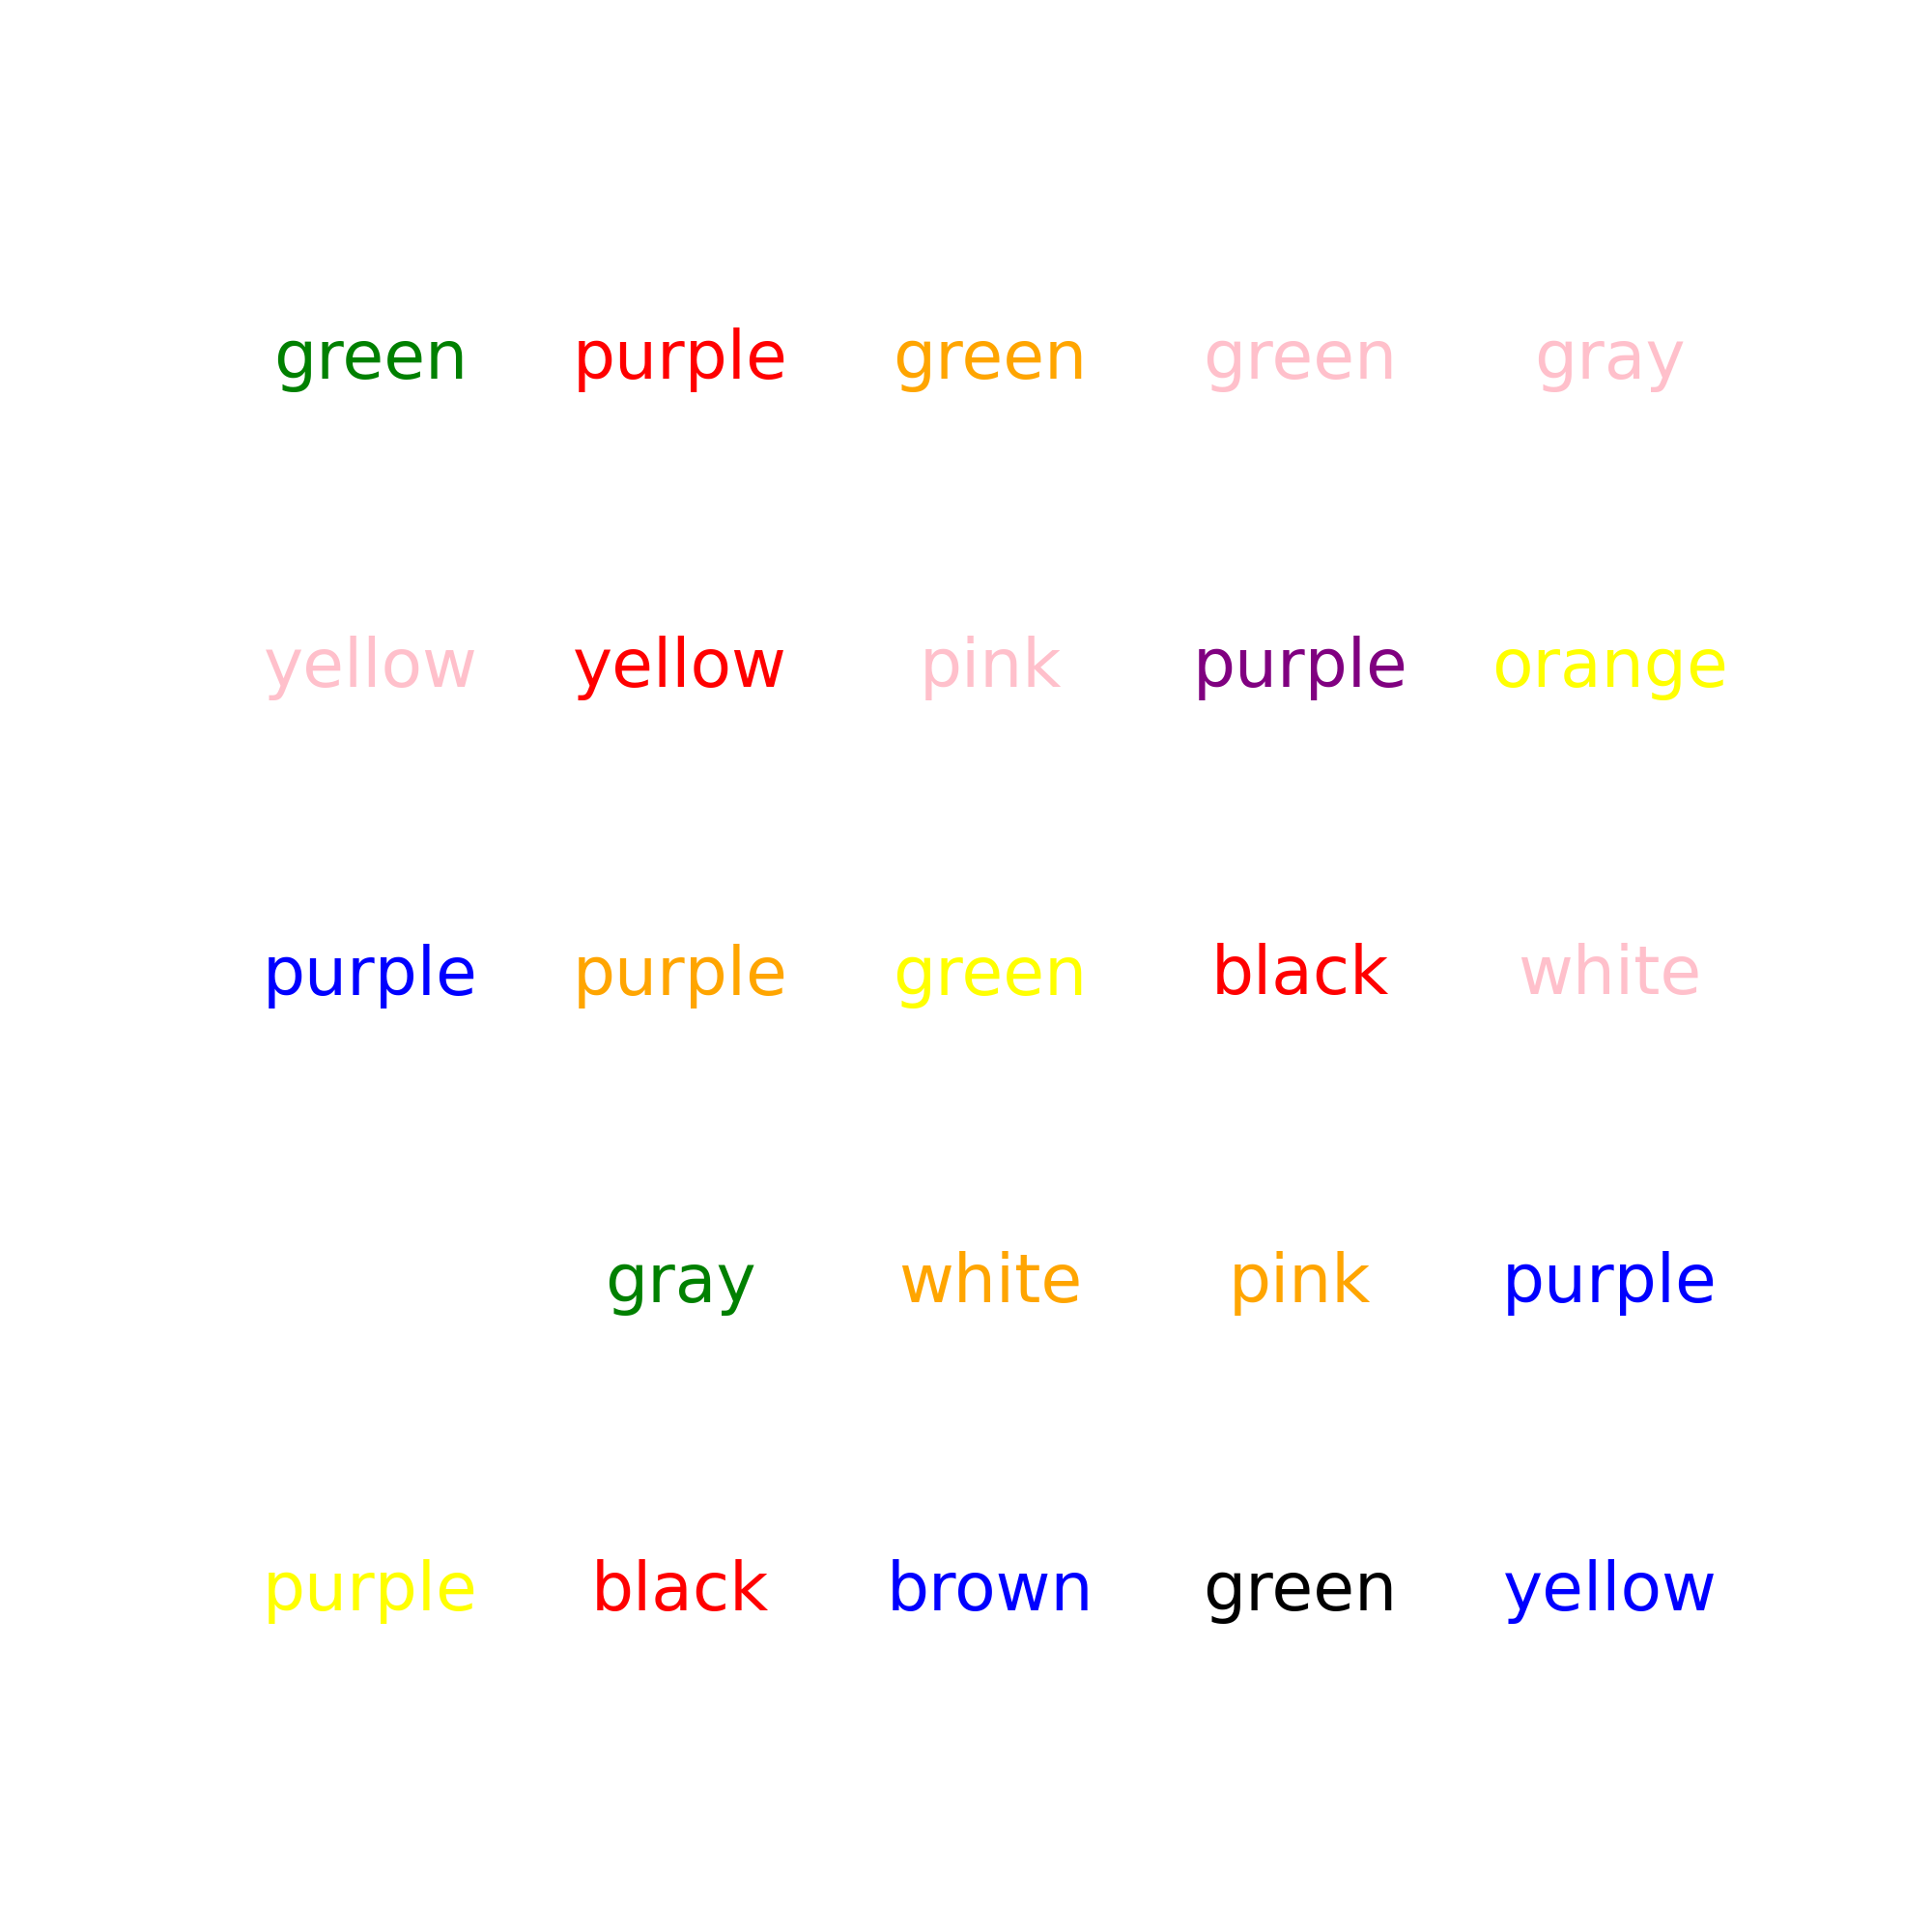 green purple green green gray
yellow yellow pink purple orange
purple purple green black white
gray white pink purple
purple black brown green yellow